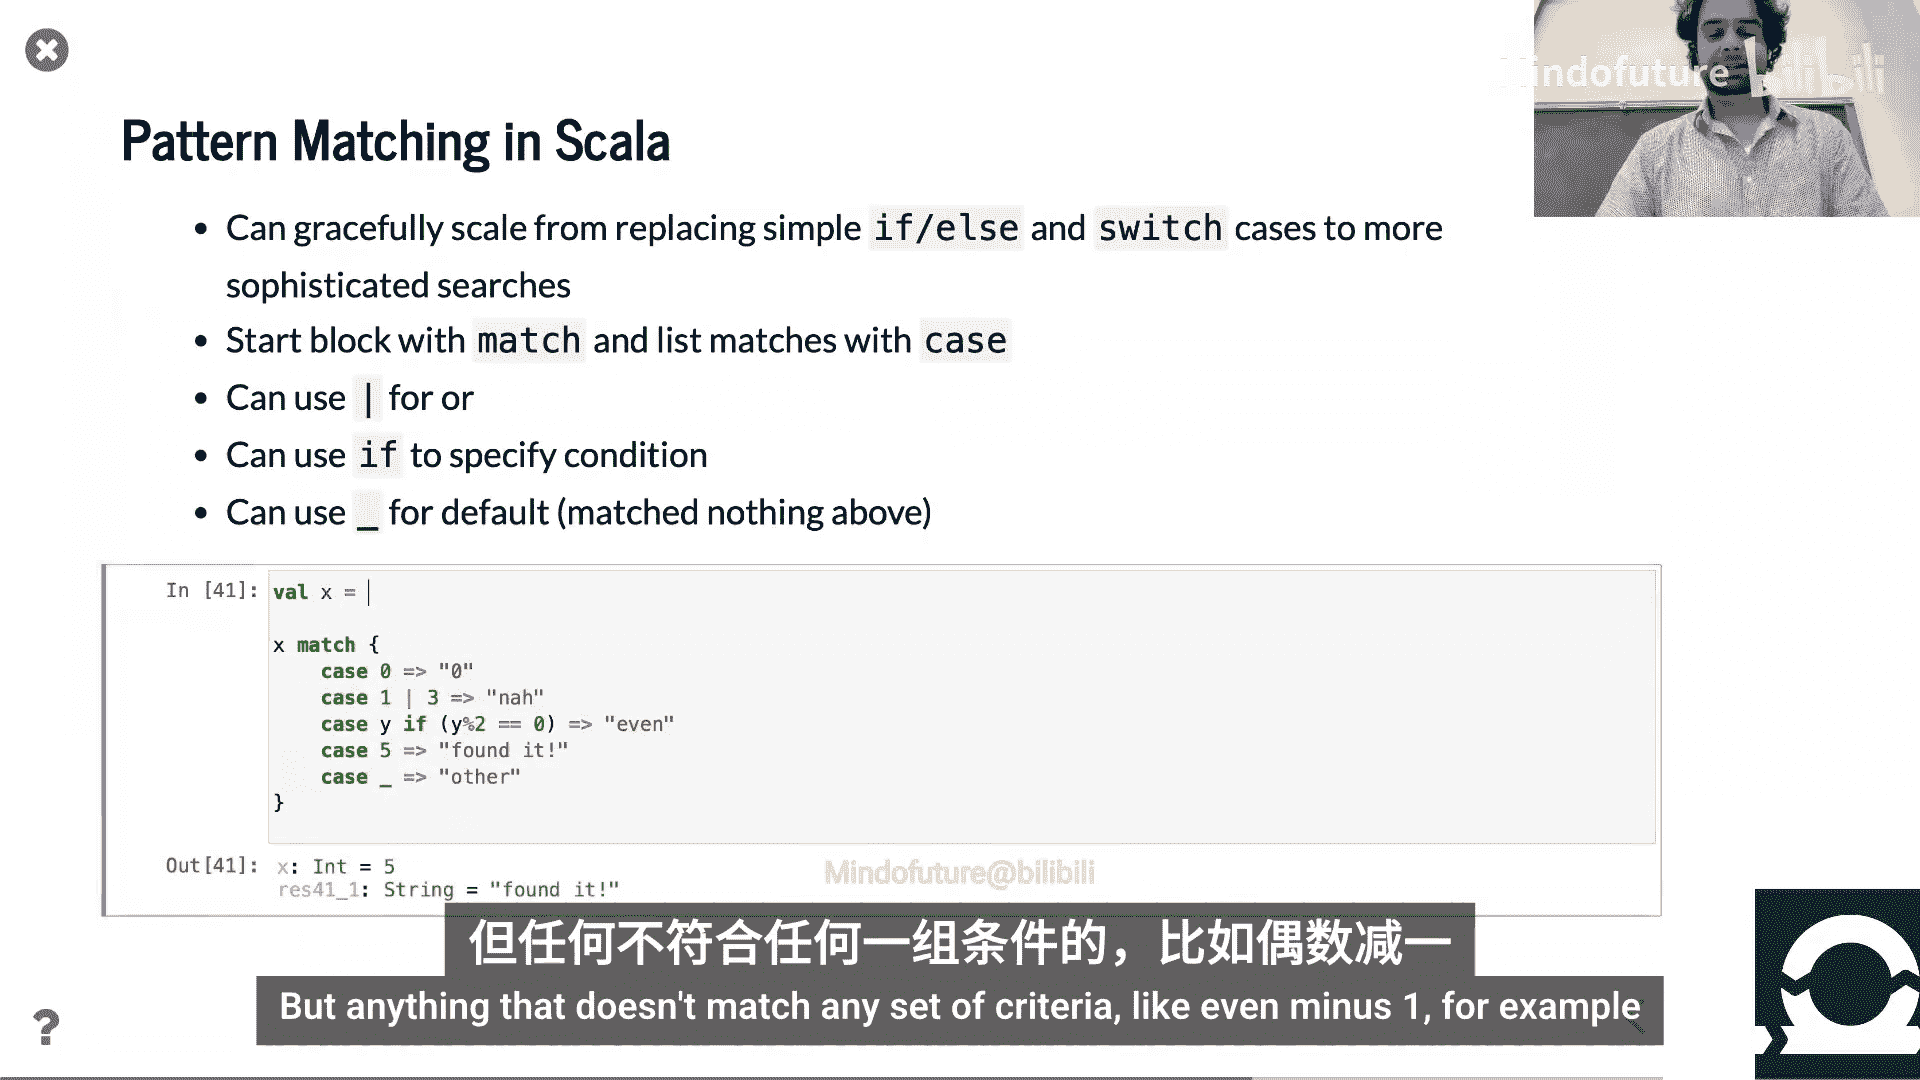 Mindofuture bilibili
Pattern Matching in Scala
• Can gracefully scale from replacing simple if/else and switch cases to more
sophisticated searches
• Start block with match and list matches with case
• Can use | for or
• Can use if to specify condition
• Can use _ for default (matched nothing above)
In [41]: val x =
x match {
case 0 => "0"
case 1 | 3 => "nah"
case y if (y%2 == 0) => "even"
case 5 => "found it!"
case _ => "other"
}
Out[41]: x: Int = 5
res41_1: String = "found it!"
Mindofuture@bilibili
但任何不符合任何一组条件的，比如偶数减一
But anything that doesn't match any set of criteria, like even minus 1, for example
?